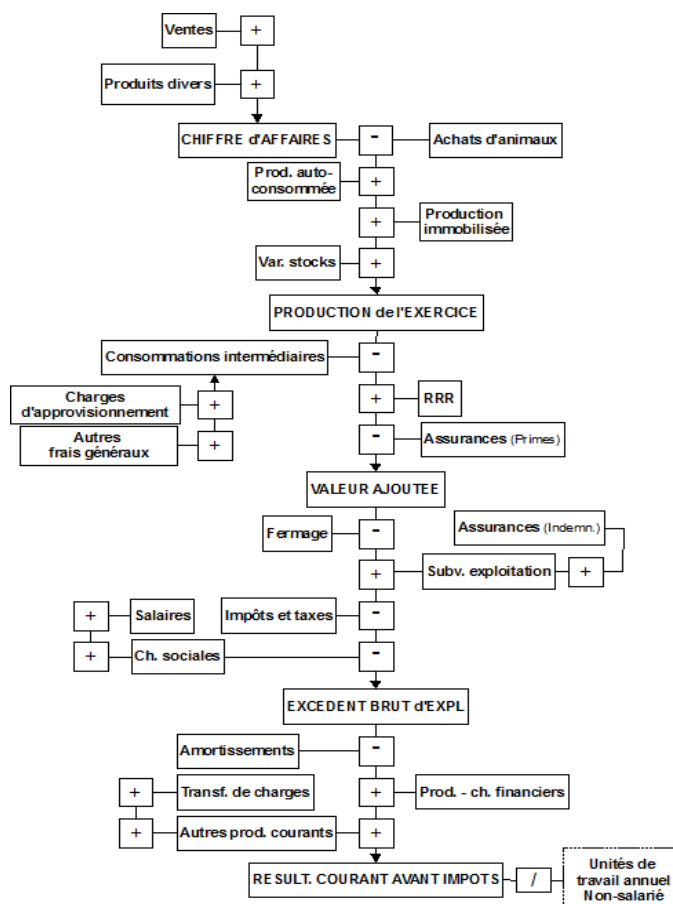 Ventes +
Produits divers +
CHIFFRE d'AFFAIRES - Achats d'animaux
Prod. auto-
consommée +
+ Production
immobilisée
Var. stocks +
PRODUCTION de l'EXERCICE
Consommations intermédiaires -
Charges
d'approvisionnement +
+ RRR
Autres
frais généraux +
- Assurances (Primes)
VALEUR AJOUTEE
Fermage -
Assurances (Indemn.)
+ Subv. exploitation +
+ Salaires
Impôts et taxes -
+ Ch. sociales -
EXCEDENT BRUT d'EXPL
Amortissements -
+ Transf. de charges
+ Prod. - ch. financiers
+ Autres prod. courants +
RESULT. COURANT AVANT IMPOTS /
Unités de
travail annuel
Non-salarié